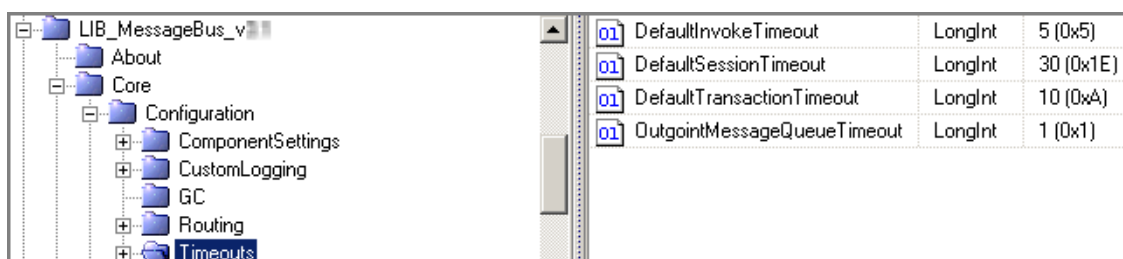 LIB_MessageBus_v
About
Core
Configuration
ComponentSettings
CustomLogging
GC
Routing
Timeouts
DefaultInvokeTimeout LongInt 5 (0x5)
DefaultSessionTimeout LongInt 30 (0x1E)
DefaultTransactionTimeout LongInt 10 (0xA)
OutgointMessageQueueTimeout LongInt 1 (0x1)